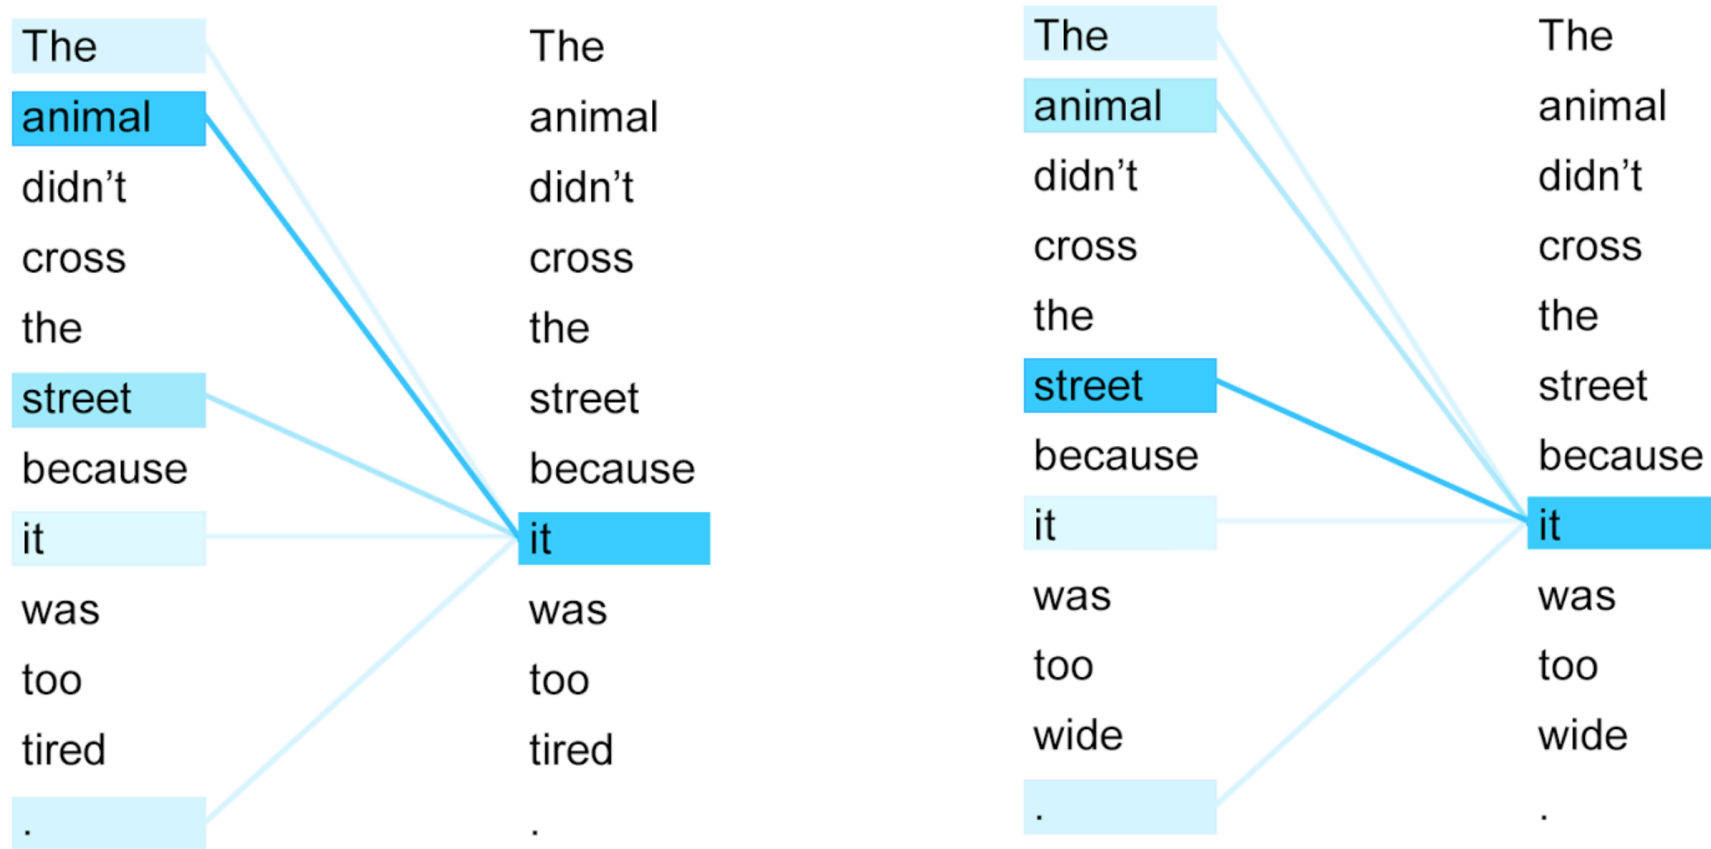 The
animal
didn’t
cross
the
street
because
it
was
too
tired
.
The
animal
didn’t
cross
the
street
because
it
was
too
tired
.
The
animal
didn’t
cross
the
street
because
it
was
too
wide
.
The
animal
didn’t
cross
the
street
because
it
was
too
wide
.